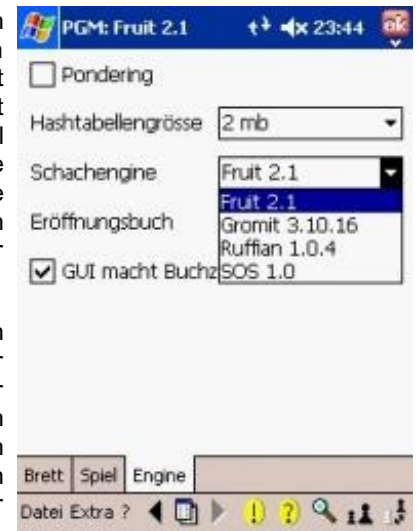 PGM: Fruit 2.1 23:44 ok
Pondering
Hashtabellengrösse 2 mb
Schachengine Fruit 2.1
Fruit 2.1
Eröffnungsbuch Gromit 3.10.16
Ruffian 1.0.4
GUI macht Buchz SOS 1.0
Brett Spiel Engine
Datei Extra ?